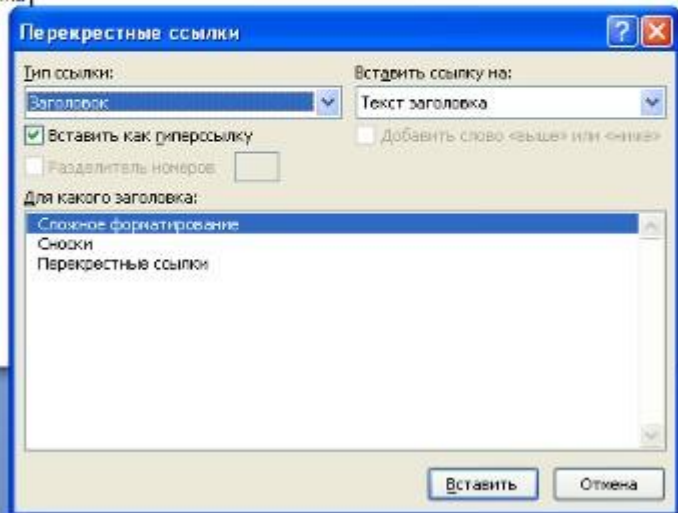 Перекрестные ссылки
Тип ссылки:
Вставить ссылку на:
Заголовок
Текст заголовка
Вставить как гиперссылку
Добавить слово «выше» или «ниже»
Разделитель номеров
Для какого заголовка:
Сложное форматирование
Сноски
Перекрестные ссылки
Вставить
Отмена